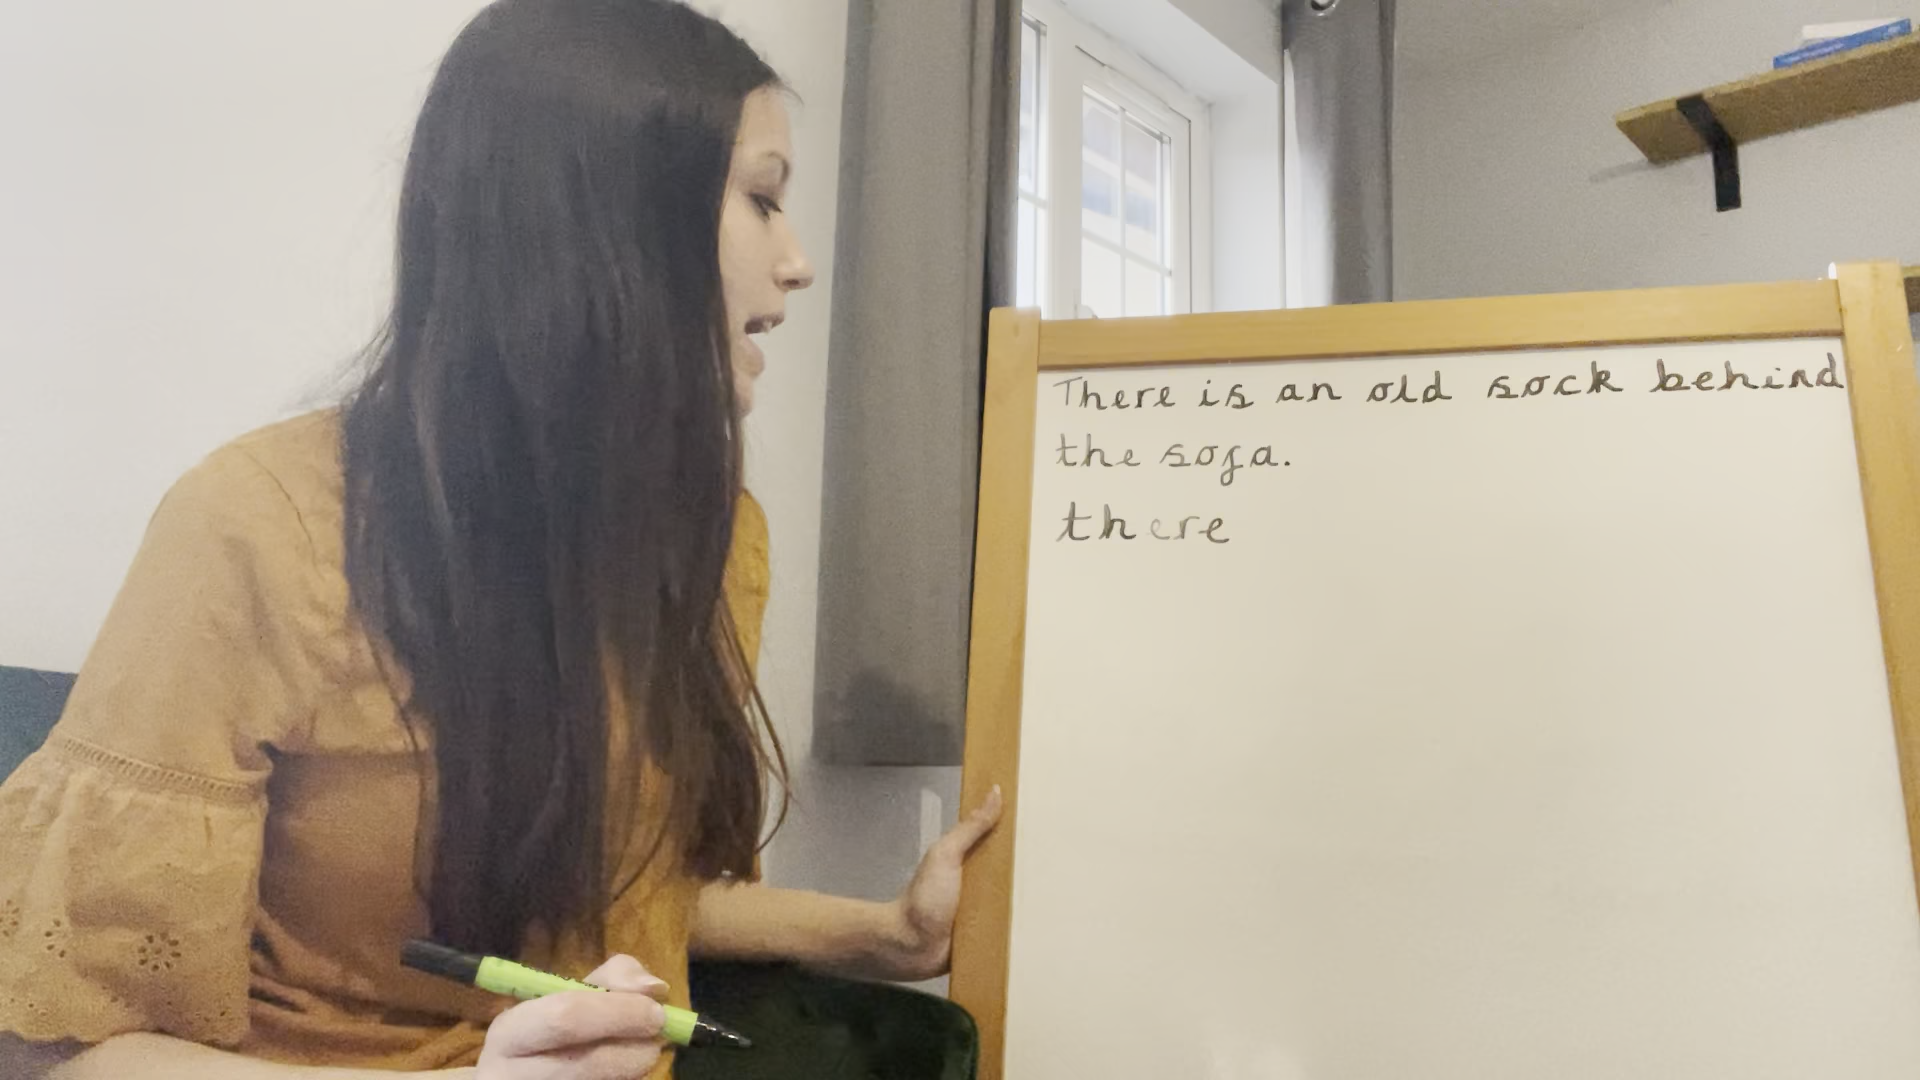 There is an old sock behind
the sofa.
there